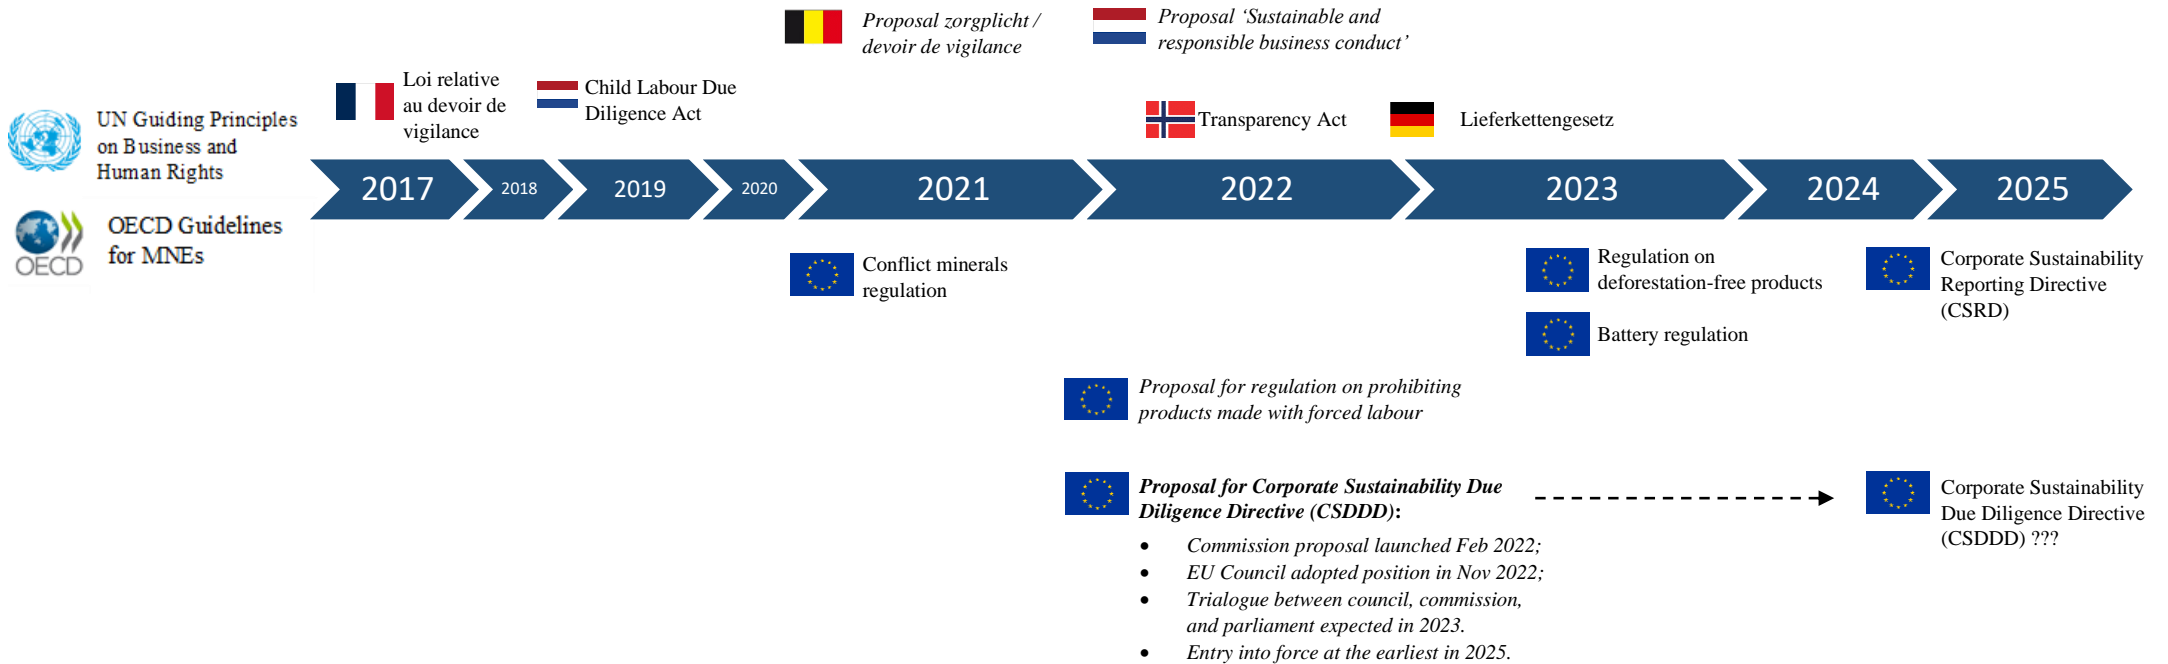 Proposal zorgplicht /
devoir de vigilance
Proposal ‘Sustainable and
responsible business conduct’
Loi relative
au devoir de
vigilance
Child Labour Due
Diligence Act
Transparency Act
Lieferkettengesetz
UN Guiding Principles
on Business and
Human Rights
OECD
OECD Guidelines
for MNEs
2017
2018
2019
2020
2021
2022
2023
2024
2025
Conflict minerals
regulation
Regulation on
deforestation-free products
Battery regulation
Corporate Sustainability
Reporting Directive
(CSRD)
Proposal for regulation on prohibiting
products made with forced labour
Proposal for Corporate Sustainability Due
Diligence Directive (CSDDD):
• Commission proposal launched Feb 2022;
• EU Council adopted position in Nov 2022;
• Trialogue between council, commission,
and parliament expected in 2023.
• Entry into force at the earliest in 2025.
Corporate Sustainability
Due Diligence Directive
(CSDDD) ???